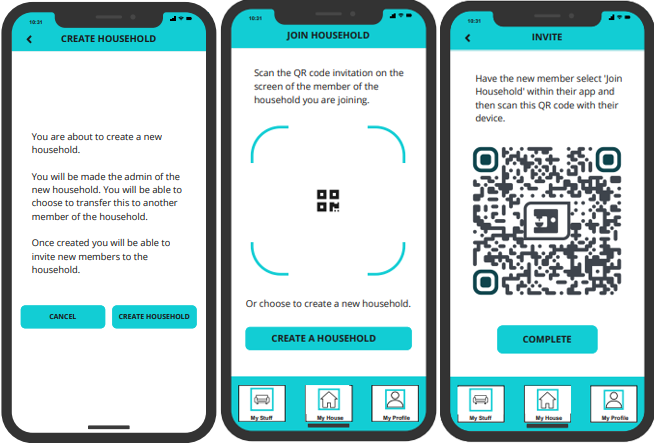 10:31
CREATE HOUSEHOLD
You are about to create a new
household.
You will be made the admin of the
new household. You will be able to
choose to transfer this to another
member of the household.
Once created you will be able to
invite new members to the
household.
CANCEL
CREATE HOUSEHOLD
10:31
JOIN HOUSEHOLD
Scan the QR code invitation on the
screen of the member of the
household you are joining.
Or choose to create a new household.
CREATE A HOUSEHOLD
My Stuff
My House
My Profile
10:31
INVITE
Have the new member select 'Join
Household' within their app and
then scan this QR code with their
device.
COMPLETE
My Stuff
My House
My Profile